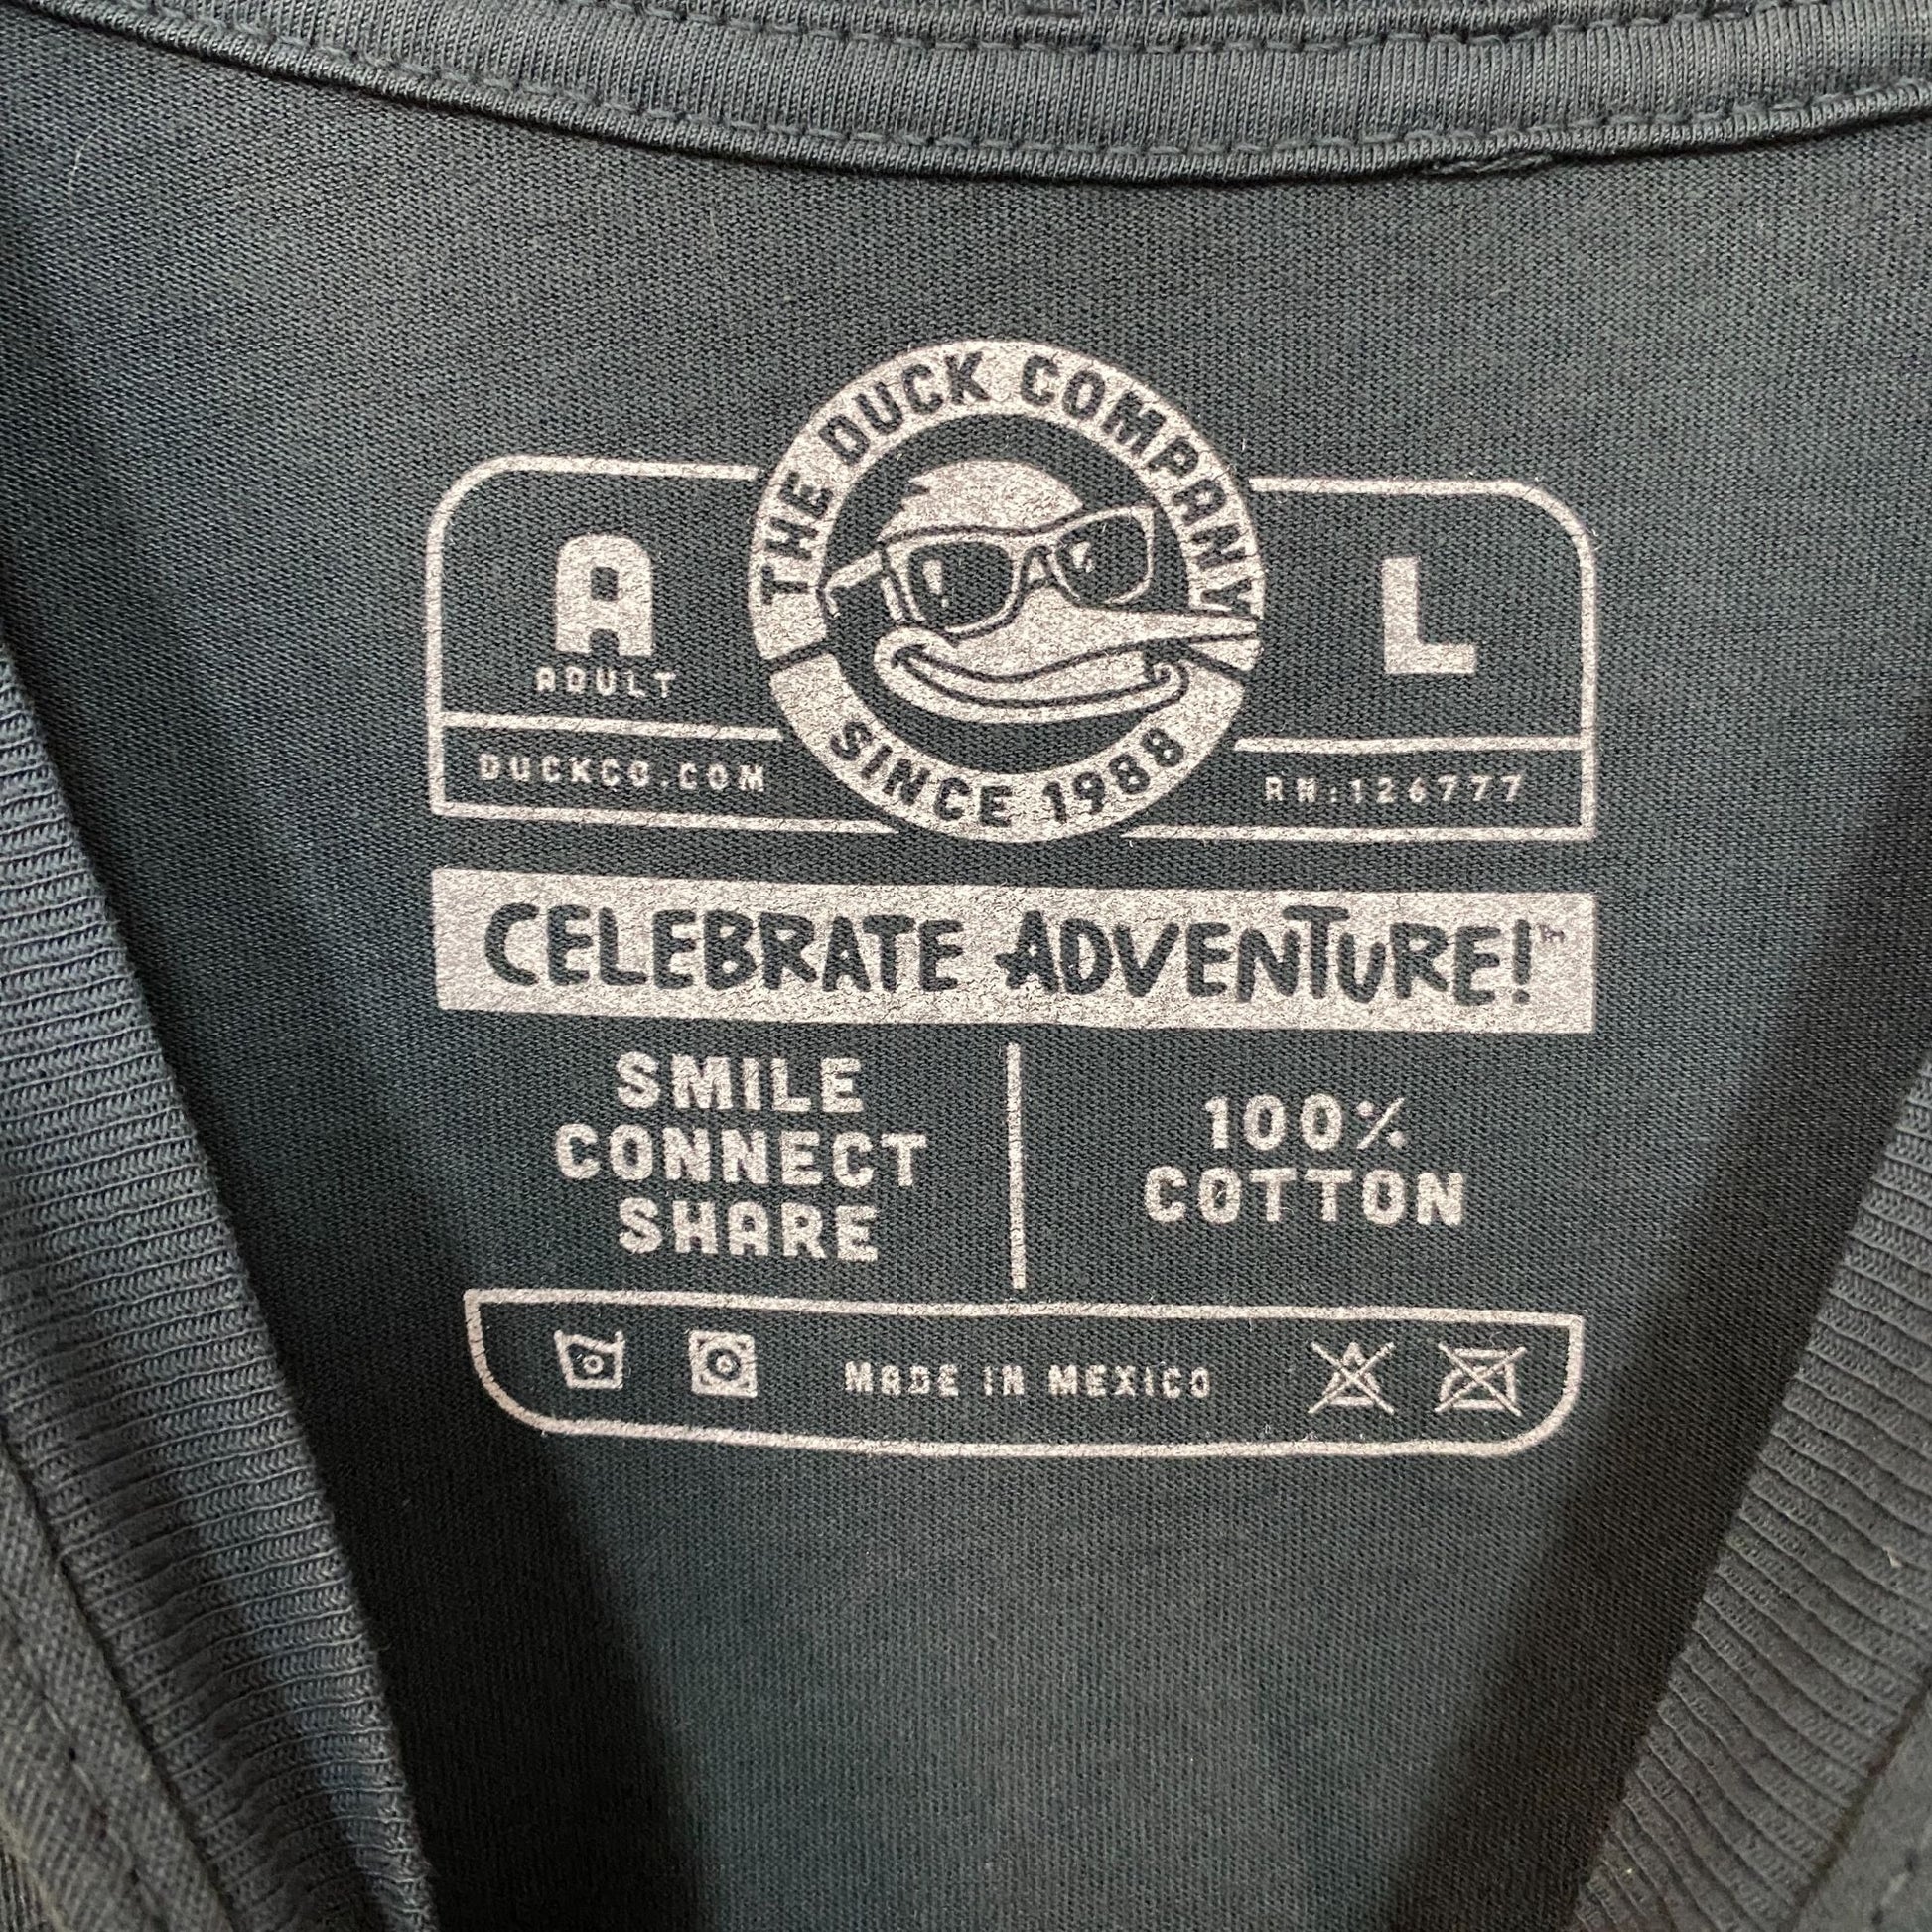 THE DUCK COMPANY
A
ADULT
L
DUCKCO.COM
SINCE 1988
RN:126777
CELEBRATE ADVENTURE!™
SMILE
CONNECT
SHARE
100%
COTTON
MADE IN MEXICO